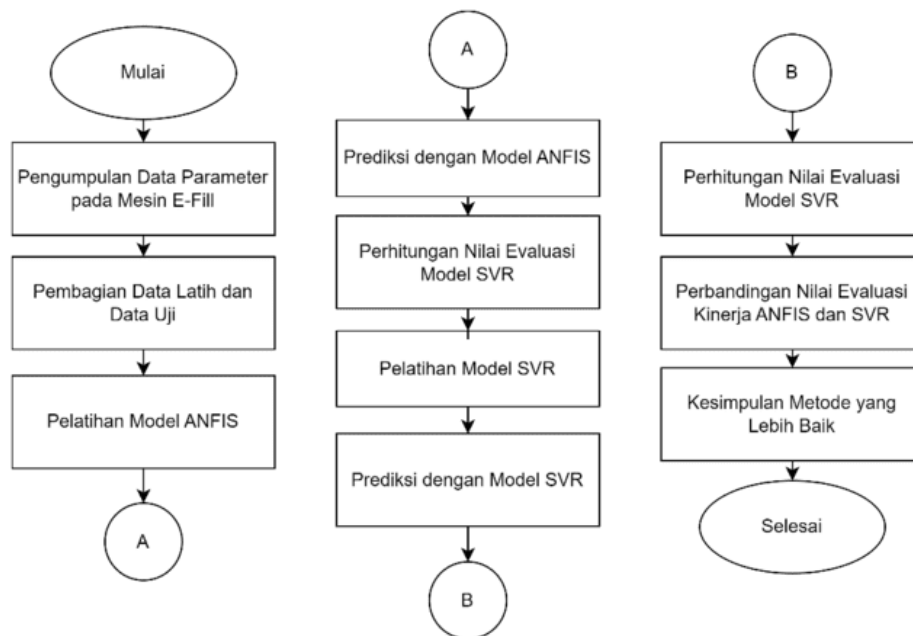 Mulai
Pengumpulan Data Parameter
pada Mesin E-Fill
Pembagian Data Latih dan
Data Uji
Pelatihan Model ANFIS
A
A
Prediksi dengan Model ANFIS
Perhitungan Nilai Evaluasi
Model SVR
Pelatihan Model SVR
Prediksi dengan Model SVR
B
B
Perhitungan Nilai Evaluasi
Model SVR
Perbandingan Nilai Evaluasi
Kinerja ANFIS dan SVR
Kesimpulan Metode yang
Lebih Baik
Selesai